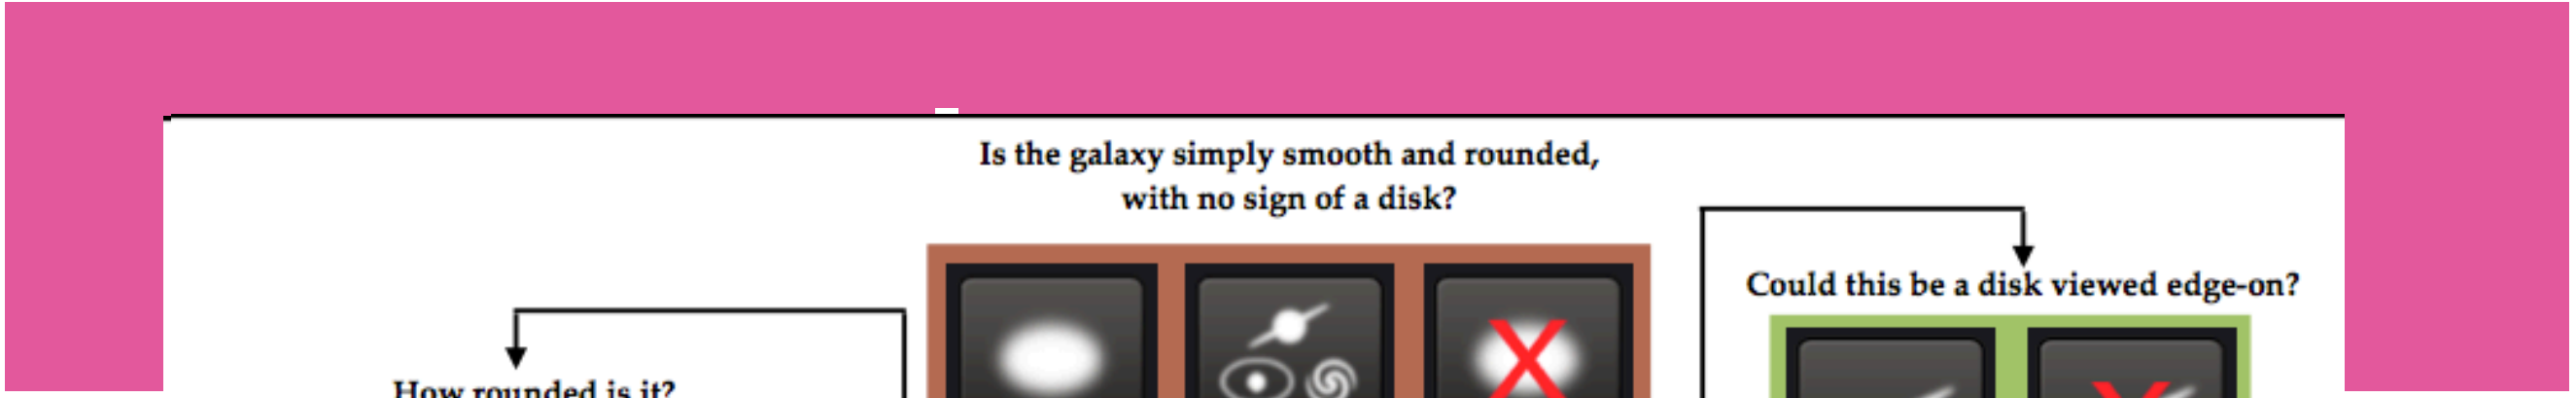 Is the galaxy simply smooth and rounded,
with no sign of a disk?
Could this be a disk viewed edge-on?
How rounded is it?